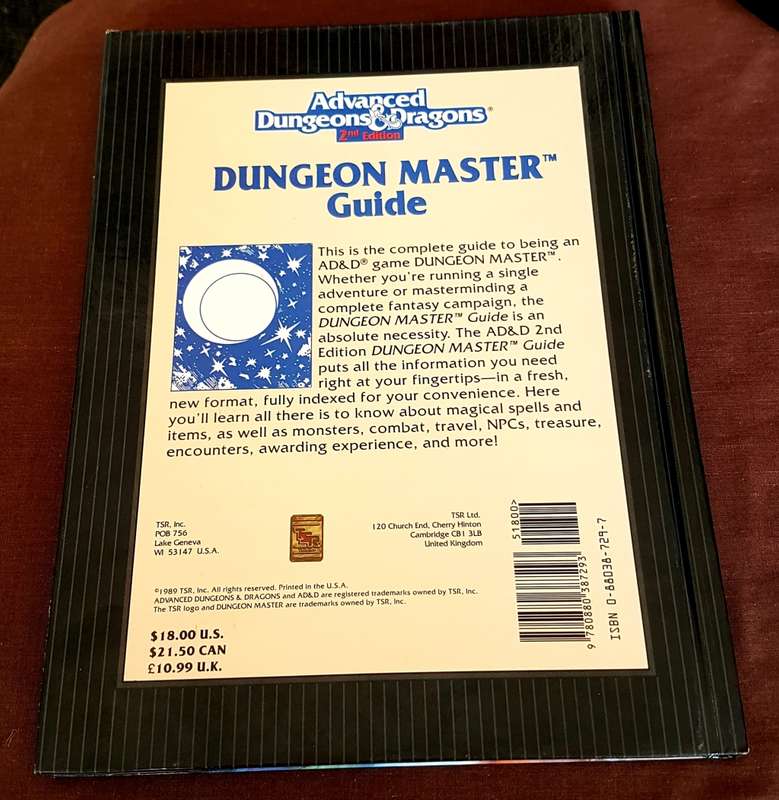 Advanced
Dungeons & Dragons®
2nd Edition
DUNGEON MASTER™
Guide
This is the complete guide to being an
AD&D® game DUNGEON MASTER™.
Whether you're running a single
adventure or masterminding a
complete fantasy campaign, the
DUNGEON MASTER™ Guide is an
absolute necessity. The AD&D 2nd
Edition DUNGEON MASTER™ Guide
puts all the information you need
right at your fingertips—in a fresh,
new format, fully indexed for your convenience. Here
you'll learn all there is to know about magical spells and
items, as well as monsters, combat, travel, NPCs, treasure,
encounters, awarding experience, and more!
TSR, Inc.
POB 756
Lake Geneva
WI 53147 U.S.A.
TSR
TSR Ltd.
120 Church End, Cherry Hinton
Cambridge CB1 3LB
United Kingdom
51800>
9 780880 387293
ISBN 0-88038-729-7
©1989 TSR, Inc. All rights reserved. Printed in the U.S.A.
ADVANCED DUNGEONS & DRAGONS and AD&D are registered trademarks owned by TSR, Inc.
The TSR logo and DUNGEON MASTER are trademarks owned by TSR, Inc.
$18.00 U.S.
$21.50 CAN
£10.99 U.K.